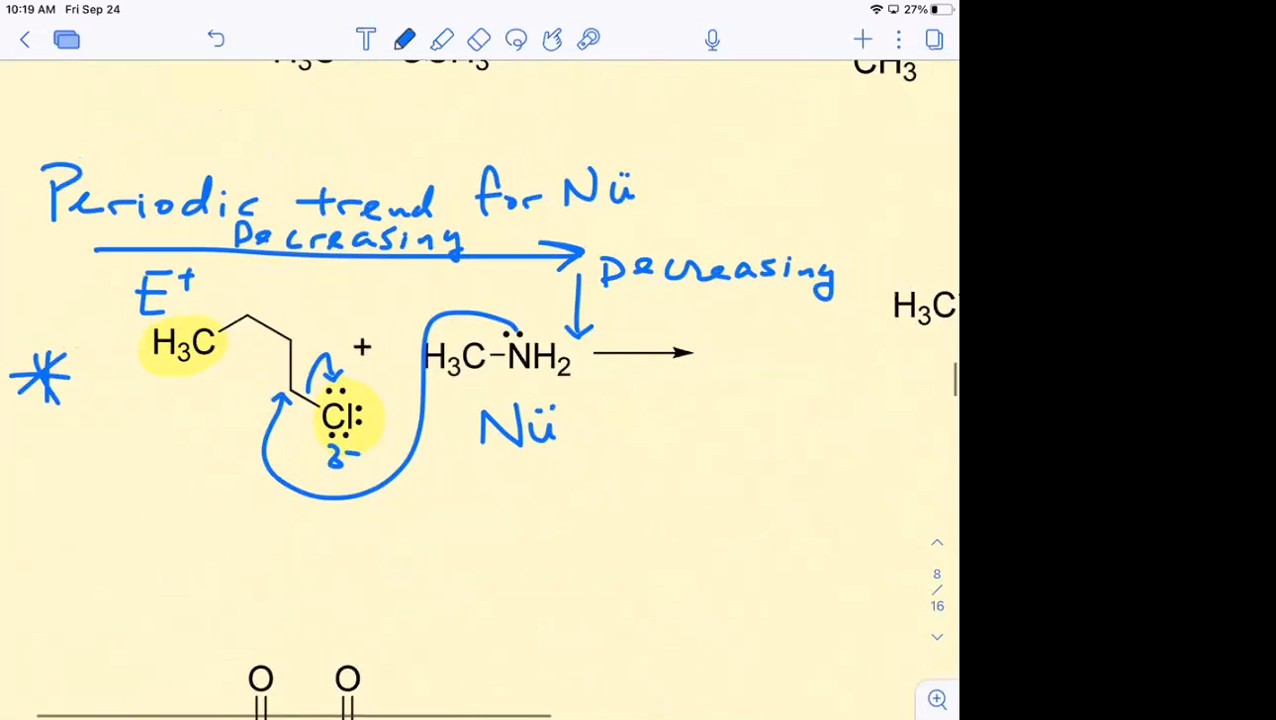 10:19 AM Fri Sep 24
27%
T
CH3
Periodic trend for Nü
Decreasing
Decreasing
E+
H3C
+
H3C-NH2
H3C
Cl
δ-
Nü
8
/
16
O O